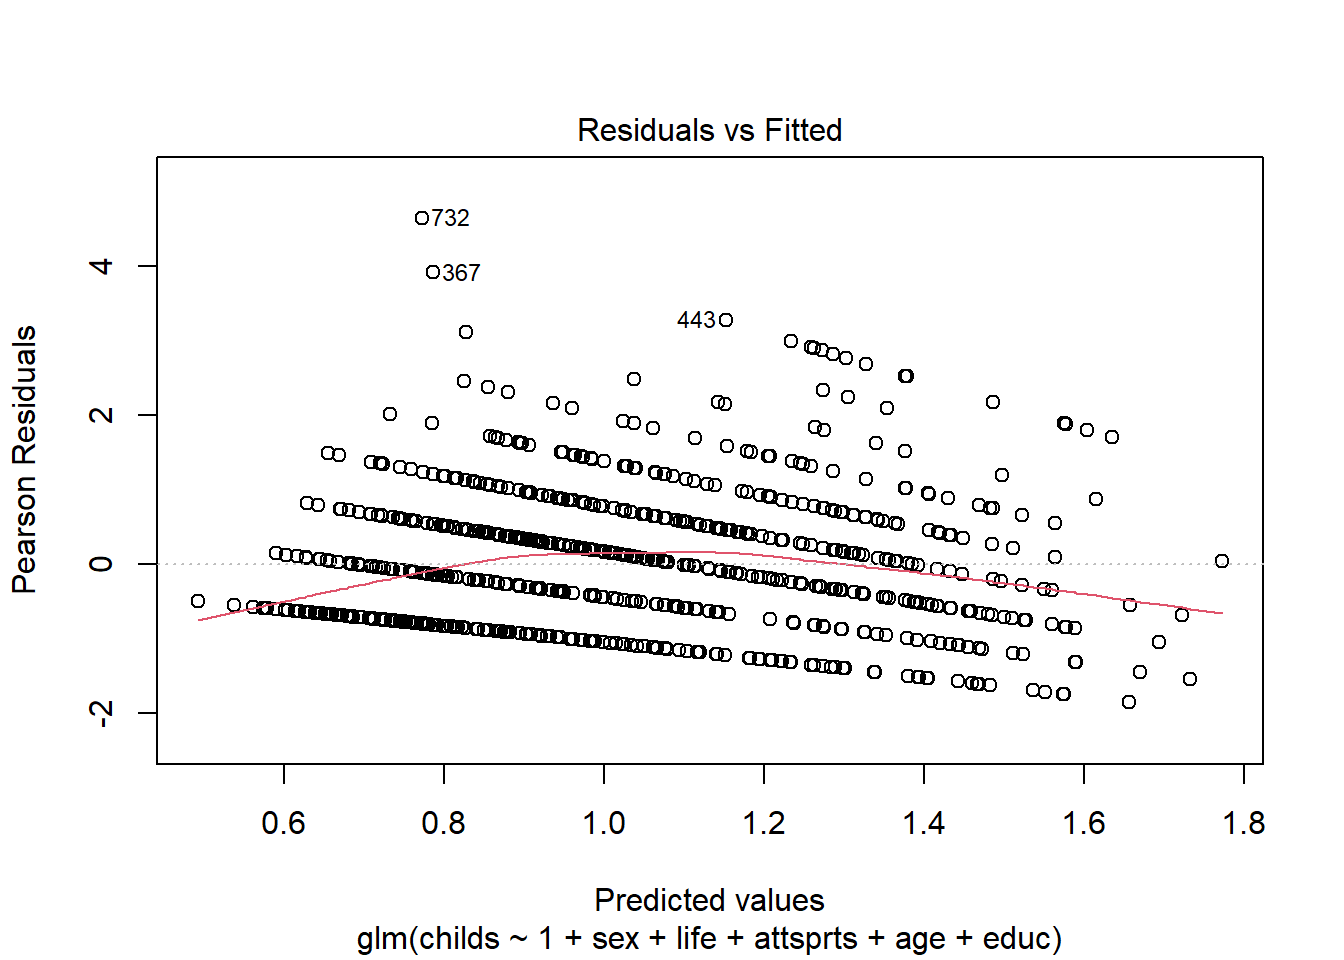 Residuals vs Fitted
Pearson Residuals
4
2
0
-2
732
367
443
0.6 0.8 1.0 1.2 1.4 1.6 1.8
Predicted values
glm(childs ~ 1 + sex + life + attsprts + age + educ)